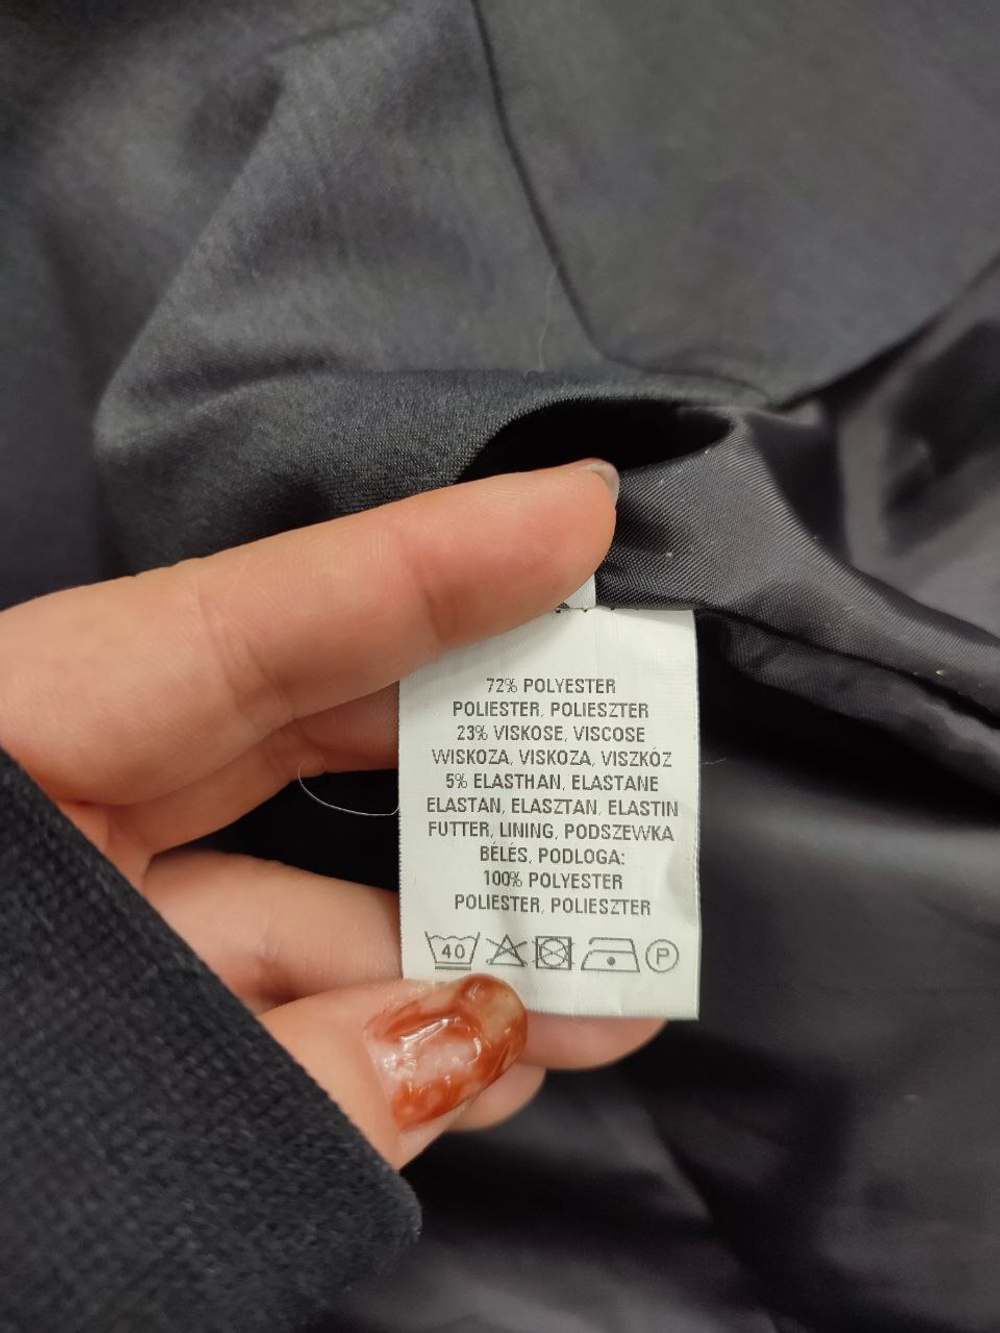 72% POLYESTER
POLIESTER, POLIESZTER
23% VISKOSE, VISCOSE
WISKOZA, VISKOZA, VISZKÓZ
5% ELASTHAN, ELASTANE
ELASTAN, ELASZTAN, ELASTIN
FUTTER, LINING, PODSZEWKA
BÉLÉS, PODLOGA:
100% POLYESTER
POLIESTER, POLIESZTER
40 P